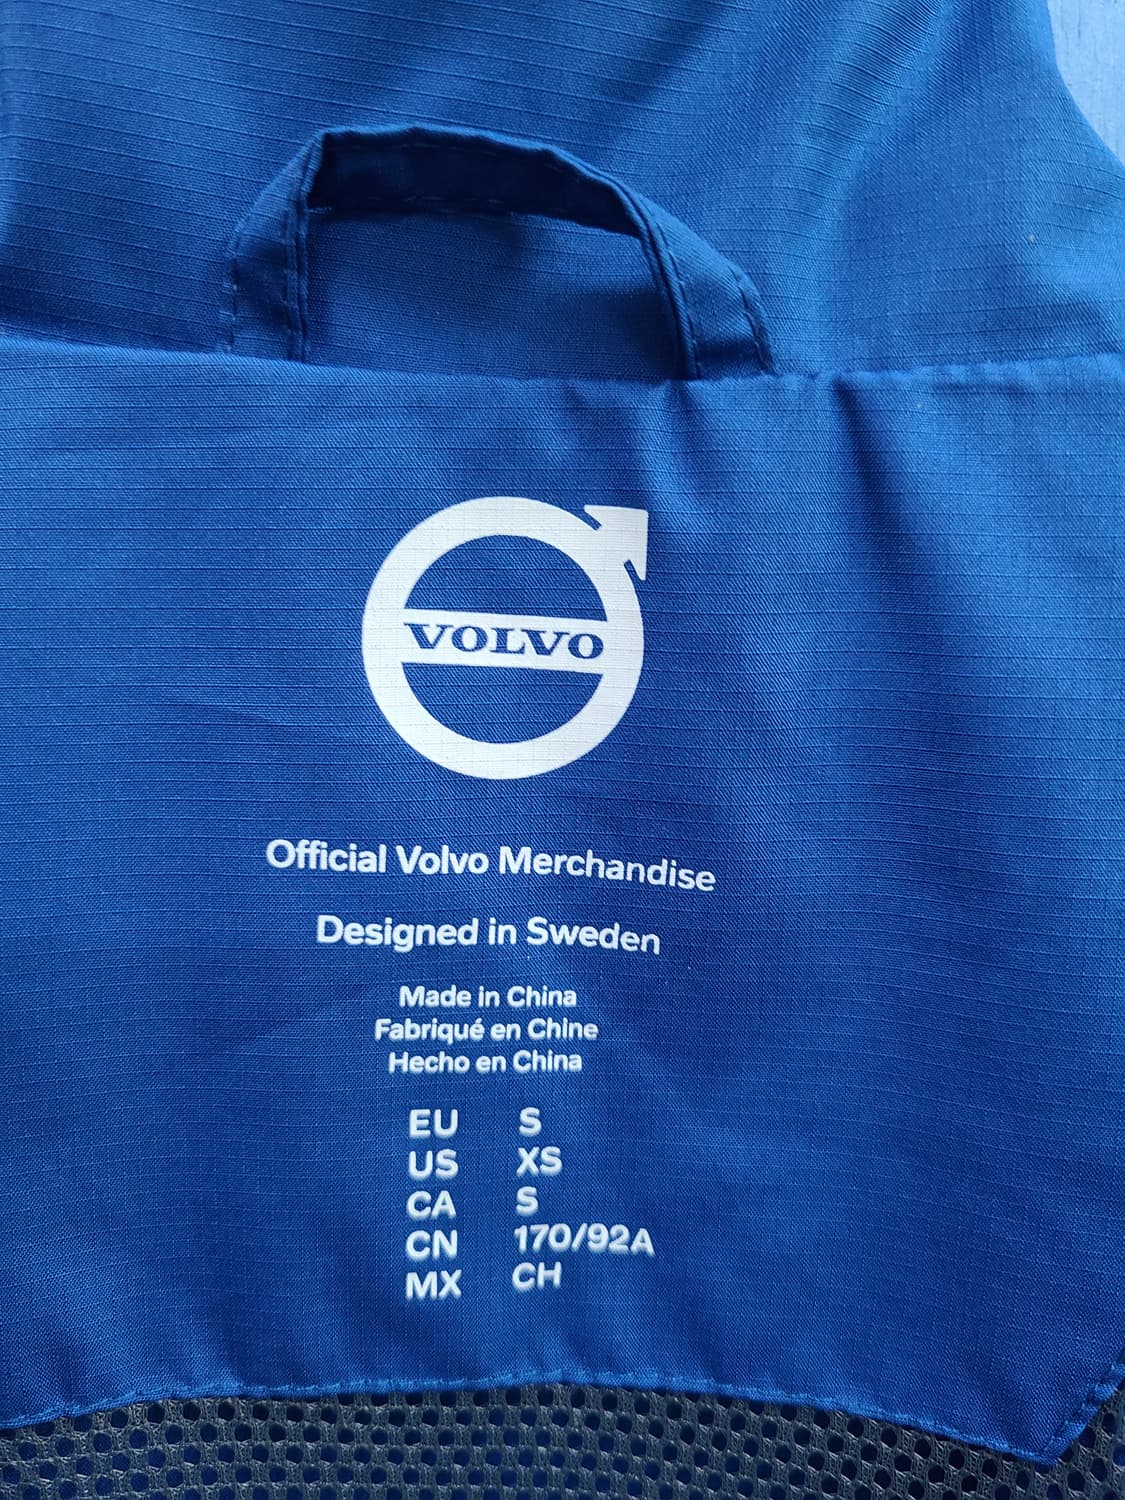 VOLVO
Official Volvo Merchandise
Designed in Sweden
Made in China
Fabriqué en Chine
Hecho en China
EU S
US XS
CA S
CN 170/92A
MX CH